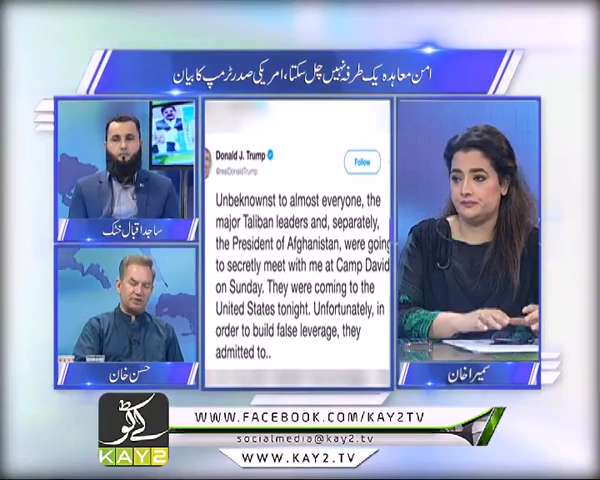 امن معاہدہ یک طرفہ نہیں چل سکتا، امریکی صدر ٹرمپ کا بیان
ساجد اقبال خٹک
حسن خان
Donald J. Trump
@realDonaldTrump
Follow
Unbeknownst to almost everyone, the
major Taliban leaders and, separately,
the President of Afghanistan, were going
to secretly meet with me at Camp David
on Sunday. They were coming to the
United States tonight. Unfortunately, in
order to build false leverage, they
admitted to..
سمیرا خان
کے ٹو
KAY2
WWW.FACEBOOK.COM/KAY2TV
socialmedia@kay2.tv
WWW.KAY2.TV